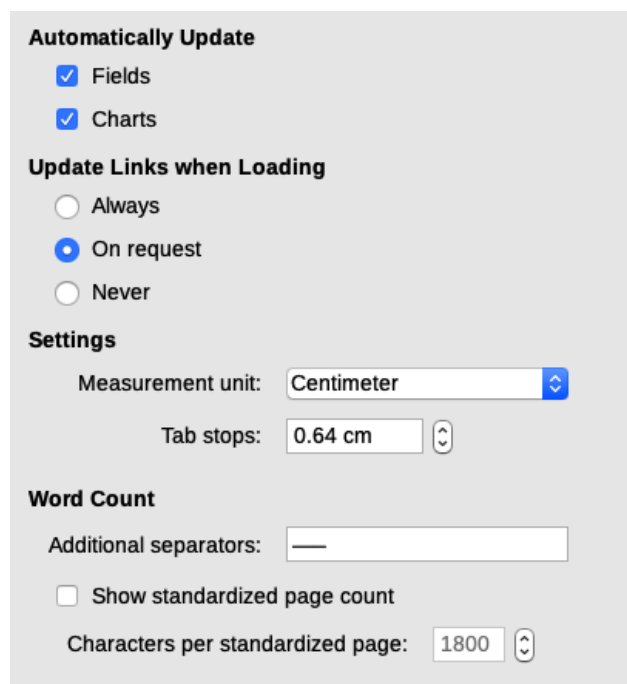 Automatically Update
Fields
Charts
Update Links when Loading
Always
On request
Never
Settings
Measurement unit: Centimeter
Tab stops: 0.64 cm
Word Count
Additional separators: —–
Show standardized page count
Characters per standardized page: 1800